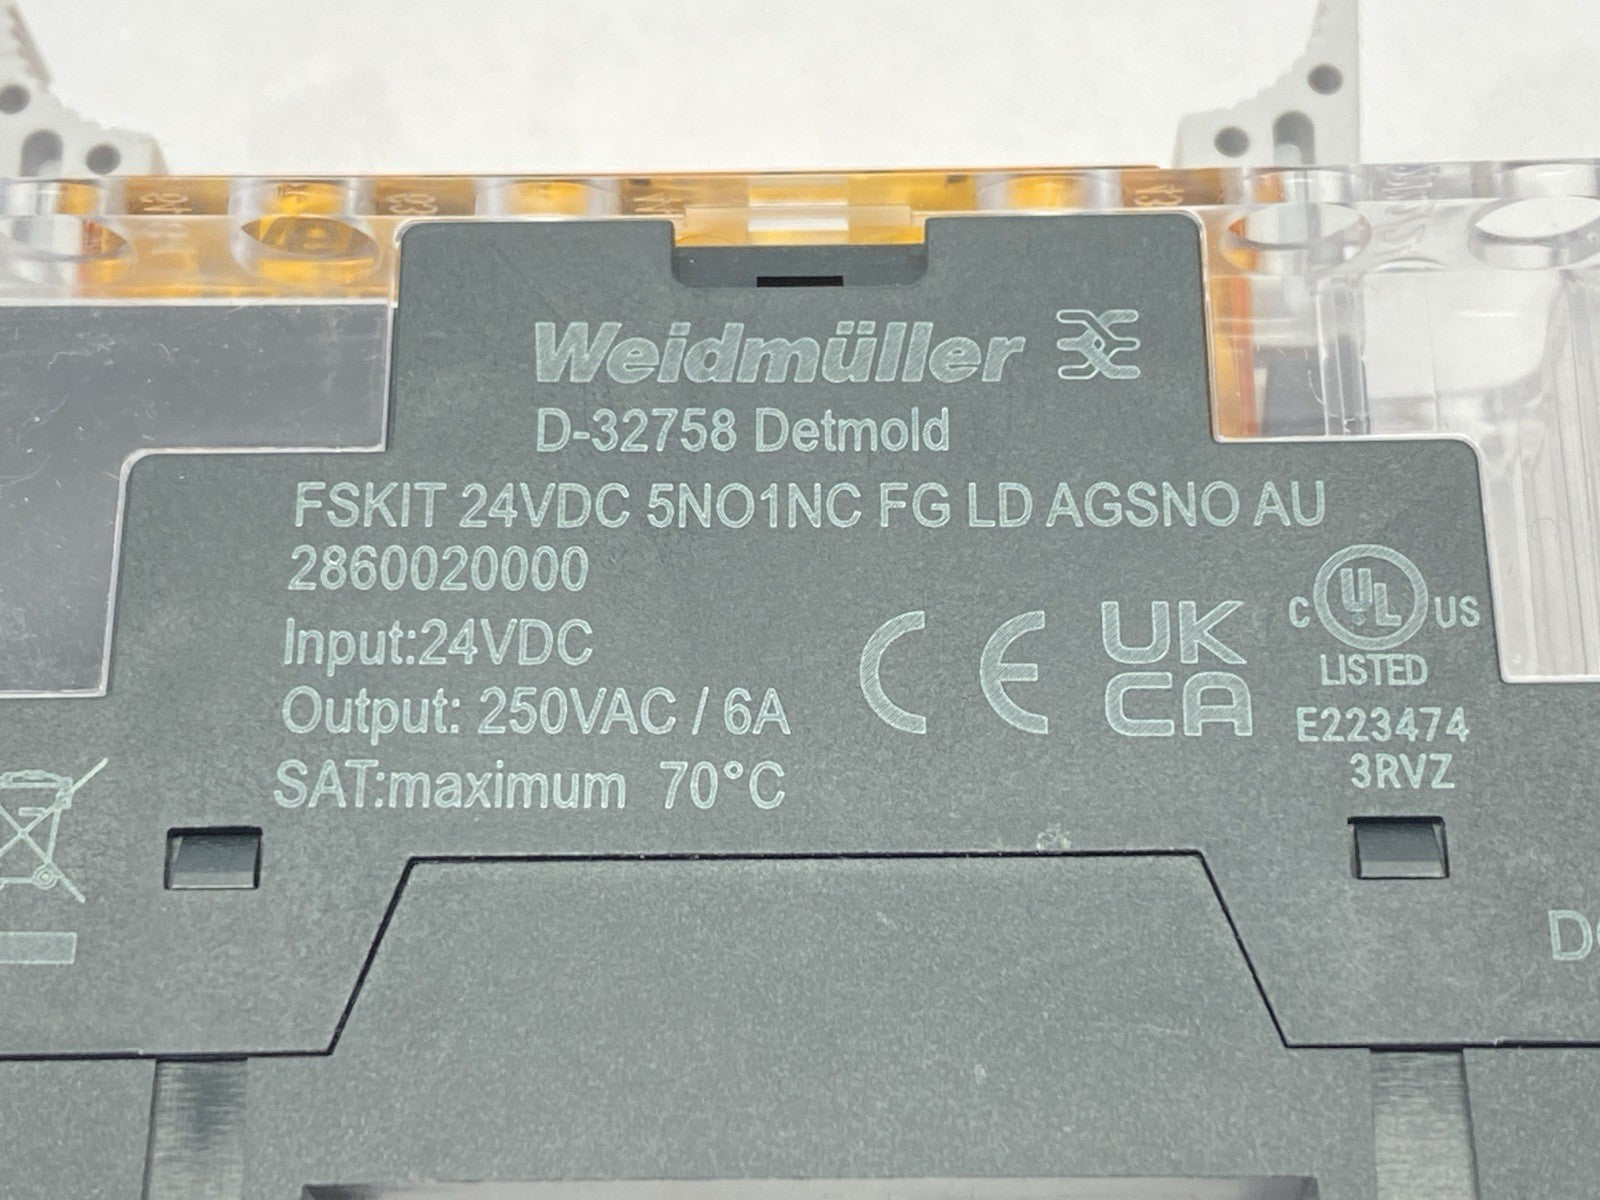 Weidmüller
D-32758 Detmold
FSKIT 24VDC 5NO1NC FG LD AGSNO AU
2860020000
Input:24VDC
Output: 250VAC / 6A
SAT:maximum 70°C
CE
UK
CA
C UL US
LISTED
E223474
3RVZ